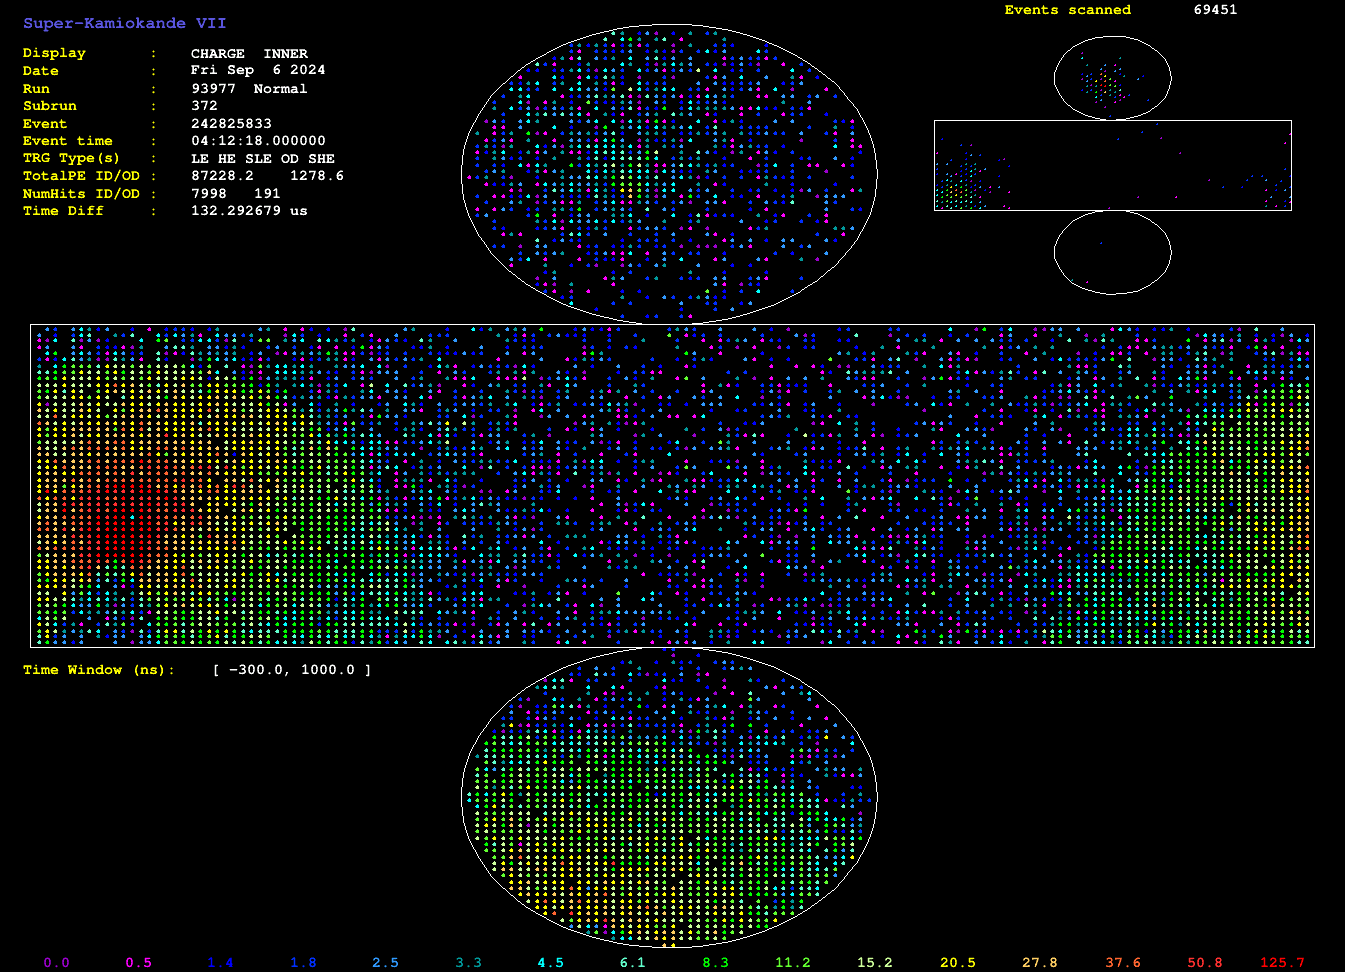 Super-Kamiokande VII
Events scanned 69451
Display : CHARGE INNER
Date : Fri Sep 6 2024
Run : 93977 Normal
Subrun : 372
Event : 242825833
Event time : 04:12:18.000000
TRG Type(s) : LE HE SLE OD SHE
TotalPE ID/OD : 87228.2 1278.6
NumHits ID/OD : 7998 191
Time Diff : 132.292679 us
Time Window (ns): [ -300.0, 1000.0 ]
0.0 0.5 1.4 1.8 2.5 3.3 4.5 6.1 8.3 11.2 15.2 20.5 27.8 37.6 50.8 125.7